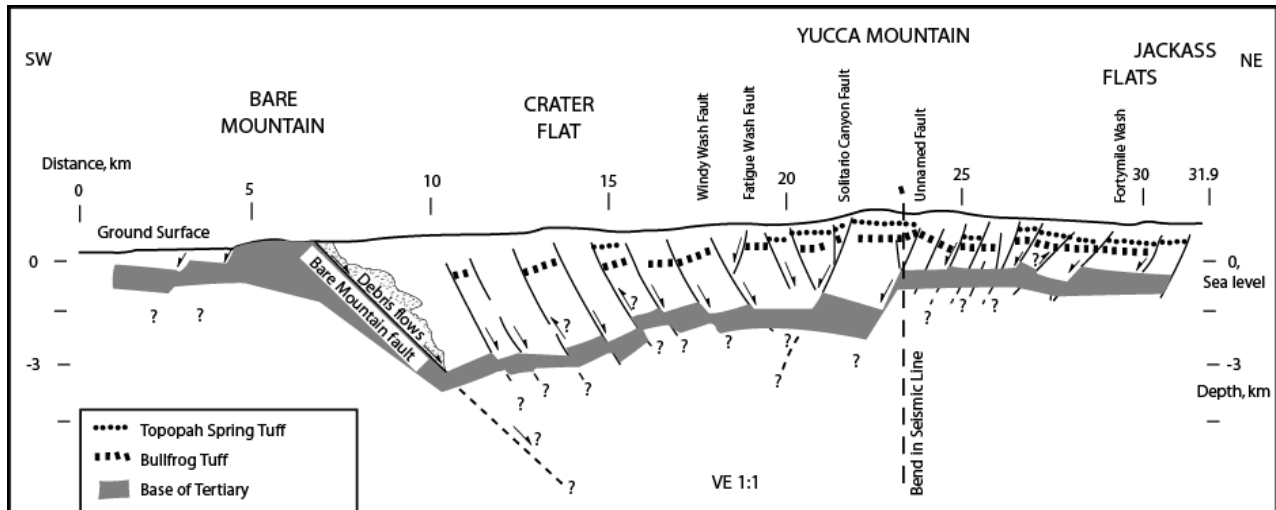 YUCCA MOUNTAIN
JACKASS
FLATS
SW
NE
BARE
MOUNTAIN
CRATER
FLAT
Windy Wash Fault
Fatigue Wash Fault
Solitario Canyon Fault
Unnamed Fault
Fortymile Wash
Distance, km
0
5
10
15
20
25
30
31.9
Ground Surface
0
-3
Debris flows
Bare Mountain fault
0,
Sea level
-3
Depth, km
? ? ? ? ? ? ? ? ? ? ? ? ? ? ? ? ? ? ? ?
Bend in Seismic Line
Topopah Spring Tuff
Bullfrog Tuff
Base of Tertiary
VE 1:1